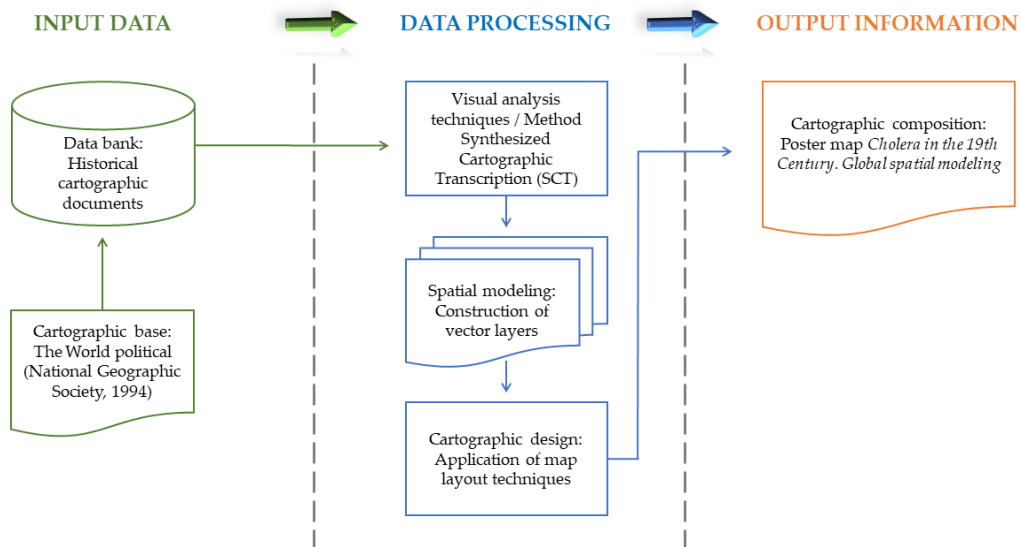 INPUT DATA
DATA PROCESSING
OUTPUT INFORMATION
Data bank:
Historical
cartographic
documents
Cartographic base:
The World political
(National Geographic
Society, 1994)
Visual analysis
techniques / Method
Synthesized
Cartographic
Transcription (SCT)
Spatial modeling:
Construction of
vector layers
Cartographic design:
Application of map
layout techniques
Cartographic composition:
Poster map Cholera in the 19th
Century. Global spatial modeling